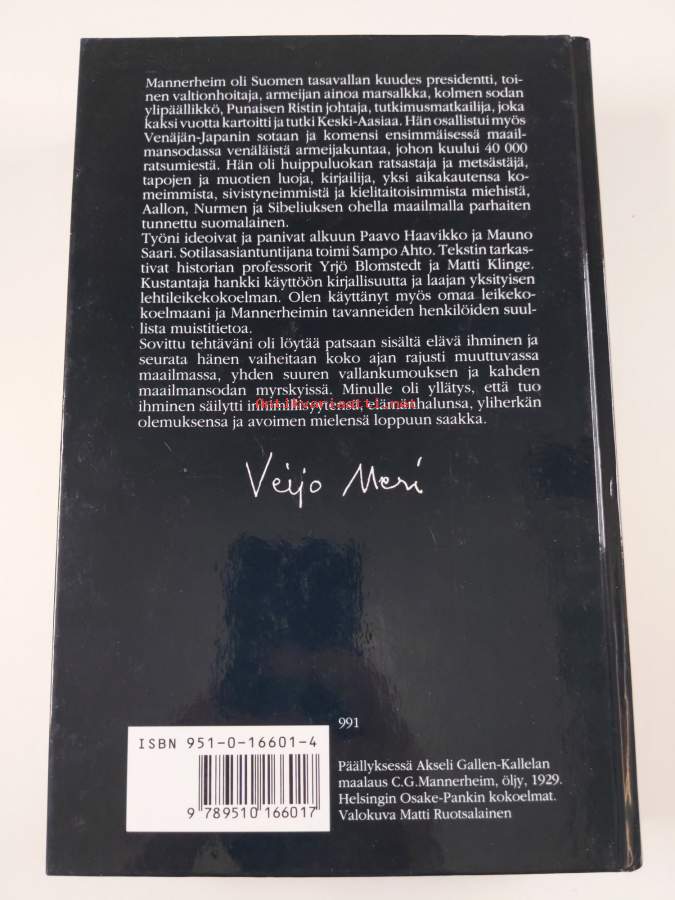 Mannerheim oli Suomen tasavallan kuudes presidentti, toi-
nen valtionhoitaja, armeijan ainoa marsalkka, kolmen sodan
ylipäällikkö, Punaisen Ristin johtaja, tutkimusmatkailija, joka
kaksi vuotta kartoitti ja tutki Keski-Aasiaa. Hän osallistui myös
Venäjän-Japanin sotaan ja komensi ensimmäisessä maail-
mansodassa venäläistä armeijakuntaa, johon kuului 40 000
ratsumiestä. Hän oli huippuluokan ratsastaja ja metsästäjä,
tapojen ja muotien luoja, kirjailija, yksi aikakautensa ko-
meimmista, sivistyneimmistä ja kielitaitoisimmista miehistä,
Aallon, Nurmen ja Sibeliuksen ohella maailmalla parhaiten
tunnettu suomalainen.
Työni ideoivat ja panivat alkuun Paavo Haavikko ja Mauno
Saari. Sotilasasiantuntijana toimi Sampo Ahto. Tekstin tarkas-
tivat historian professorit Yrjö Blomstedt ja Matti Klinge.
Kustantaja hankki käyttöön kirjallisuutta ja laajan yksityisen
lehtileikekokoelman. Olen käyttänyt myös omaa leikeko-
koelmaani ja Mannerheimin tavanneiden henkilöiden suul-
lista muistitietoa.
Sovittu tehtäväni oli löytää patsaan sisältä elävä ihminen ja
seurata hänen vaiheitaan koko ajan rajusti muuttuvassa
maailmassa, yhden suuren vallankumouksen ja kahden
maailmansodan myrskyissä. Minulle oli yllätys, että tuo
ihminen säilytti inhimillisyytensä, elämänhalunsa, yliherkän
olemuksensa ja avoimen mielensä loppuun saakka.
Veijo Meri
991
ISBN 951-0-16601-4
9 789510 166017
Päällyksessä Akseli Gallen-Kallelan
maalaus C.G.Mannerheim, öljy, 1929.
Helsingin Osake-Pankin kokoelmat.
Valokuva Matti Ruotsalainen